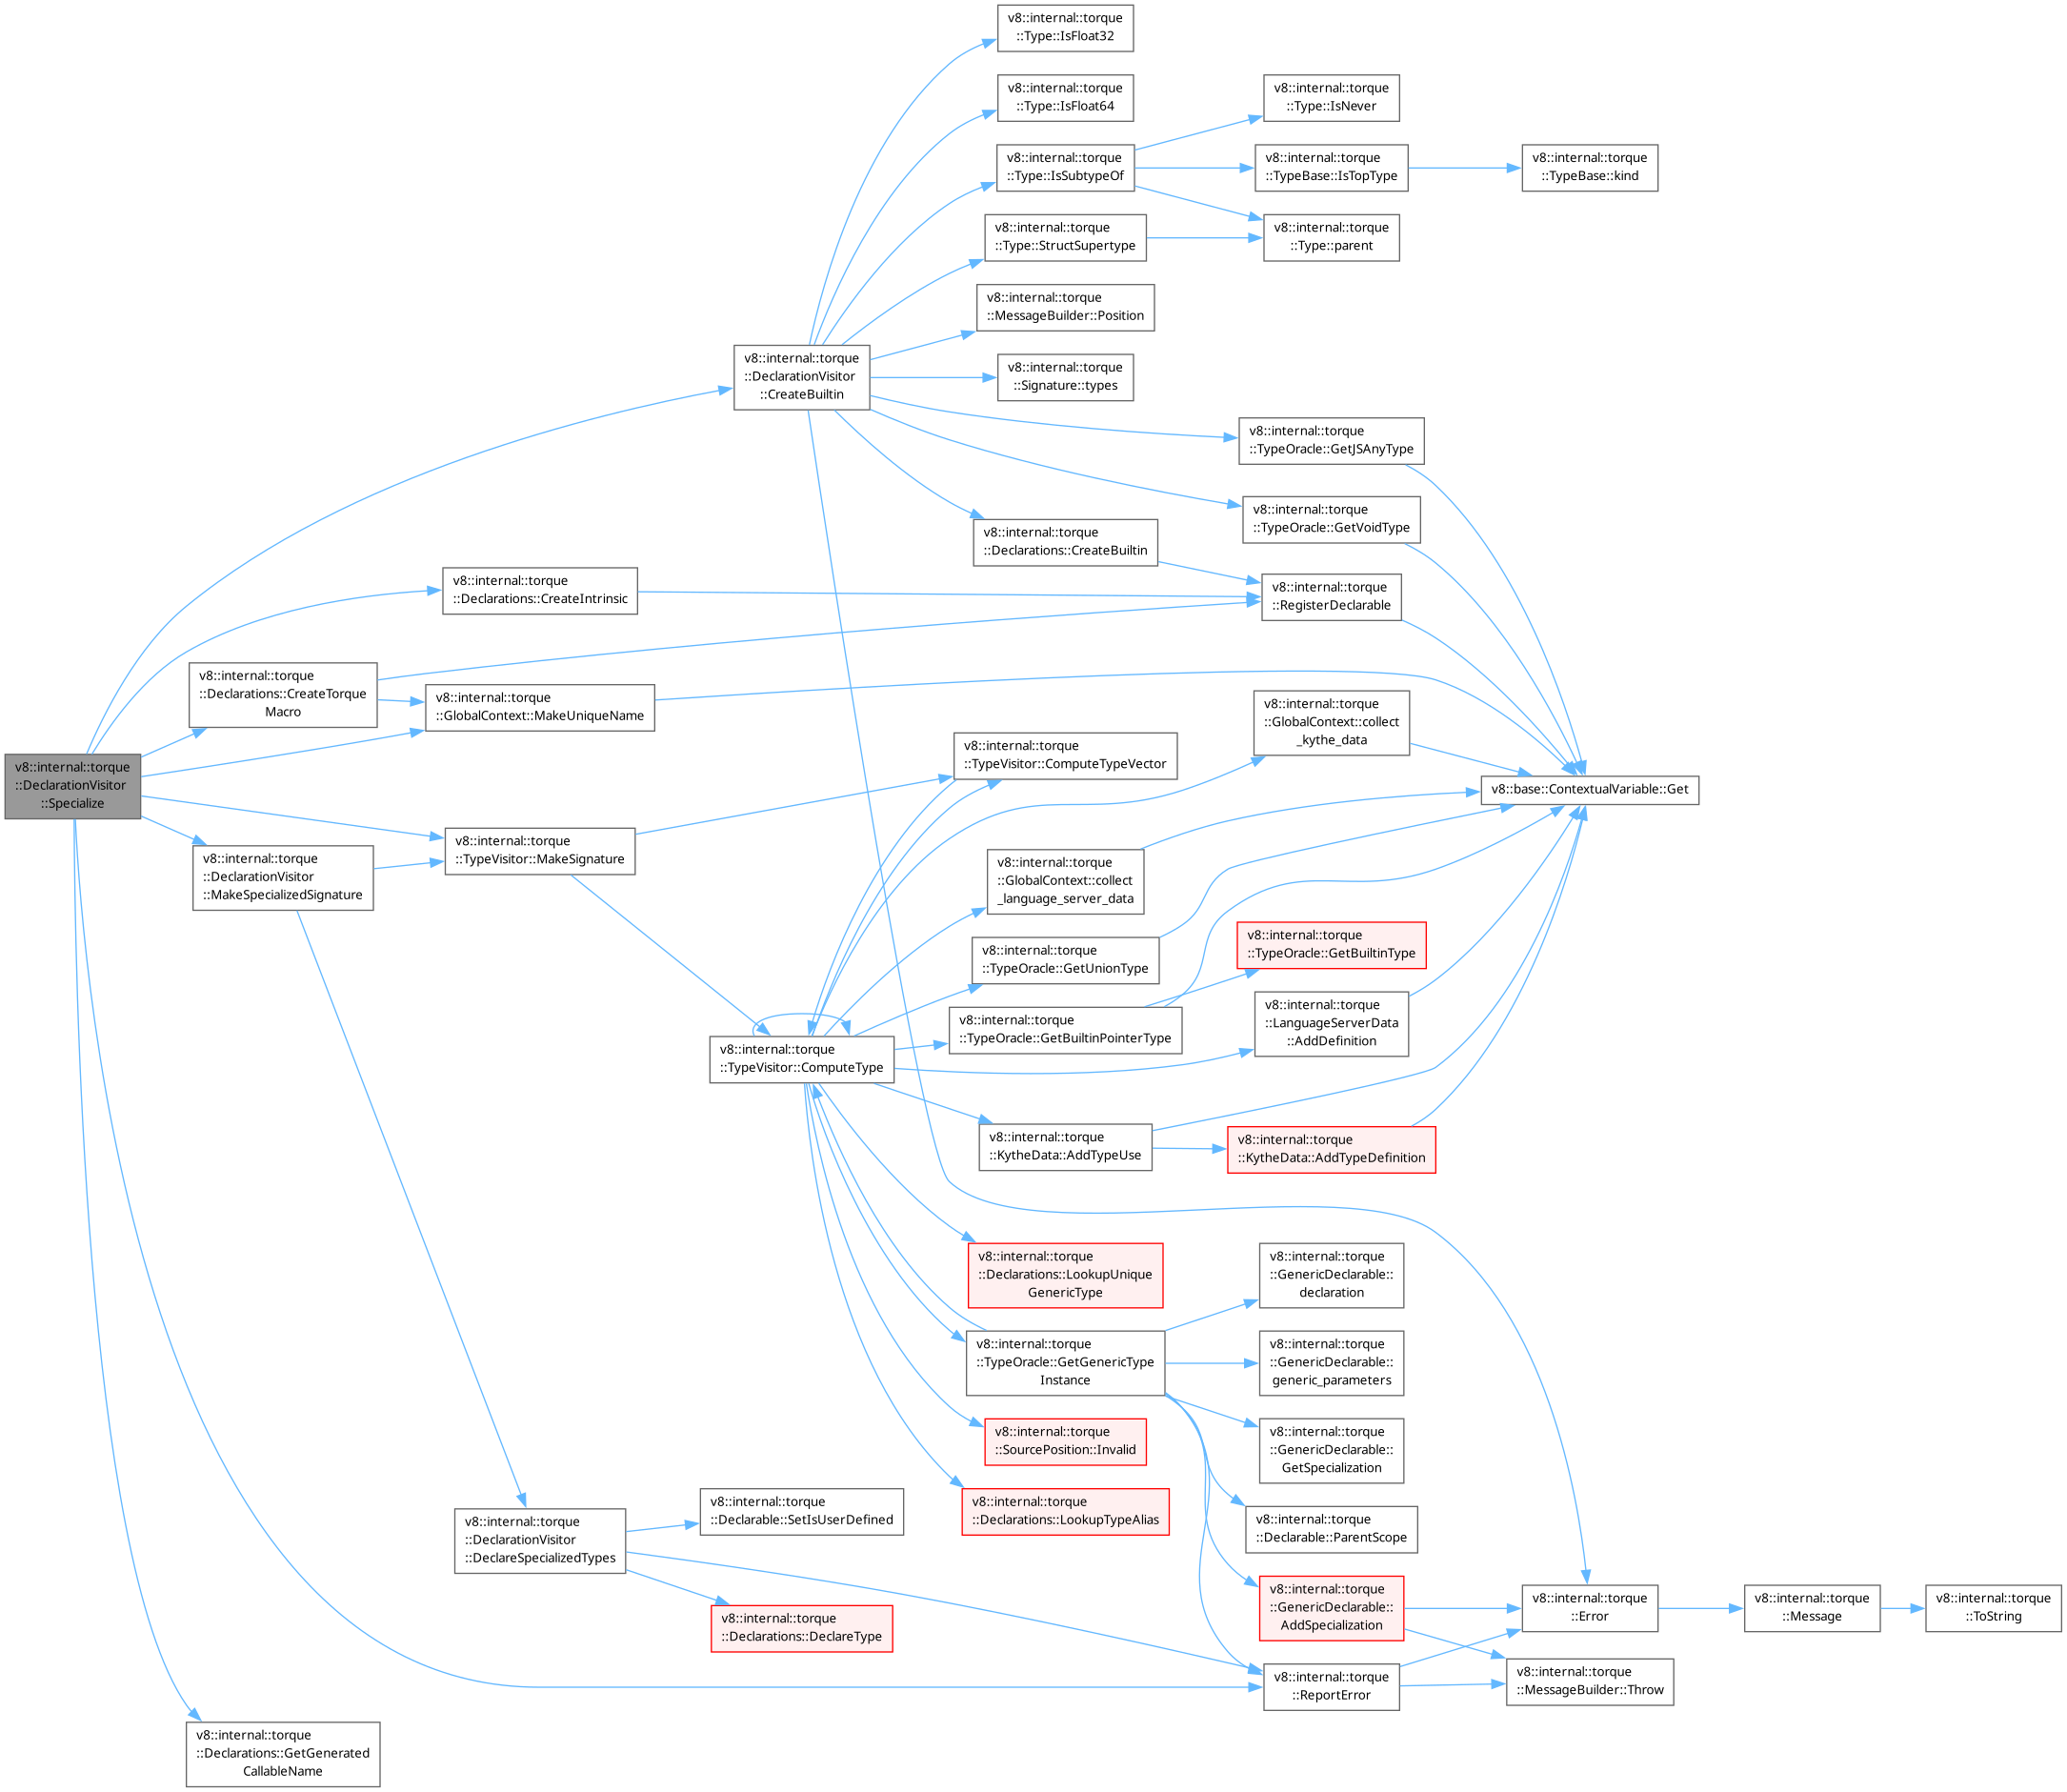 v8::internal::torque
::Type::IsFloat32
v8::internal::torque
::Type::IsFloat64
v8::internal::torque
::Type::IsNever
v8::internal::torque
::Type::IsSubtypeOf
v8::internal::torque
::TypeBase::IsTopType
v8::internal::torque
::TypeBase::kind
v8::internal::torque
::Type::StructSupertype
v8::internal::torque
::Type::parent
v8::internal::torque
::MessageBuilder::Position
v8::internal::torque
::DeclarationVisitor
::CreateBuiltin
v8::internal::torque
::Signature::types
v8::internal::torque
::TypeOracle::GetJSAnyType
v8::internal::torque
::TypeOracle::GetVoidType
v8::internal::torque
::Declarations::CreateBuiltin
v8::internal::torque
::Declarations::CreateIntrinsic
v8::internal::torque
::RegisterDeclarable
v8::internal::torque
::Declarations::CreateTorque
Macro
v8::internal::torque
::GlobalContext::MakeUniqueName
v8::internal::torque
::GlobalContext::collect
_kythe_data
v8::internal::torque
::TypeVisitor::ComputeTypeVector
v8::internal::torque
::DeclarationVisitor
::Specialize
v8::base::ContextualVariable::Get
v8::internal::torque
::TypeVisitor::MakeSignature
v8::internal::torque
::DeclarationVisitor
::MakeSpecializedSignature
v8::internal::torque
::GlobalContext::collect
_language_server_data
v8::internal::torque
::TypeOracle::GetUnionType
v8::internal::torque
::TypeOracle::GetBuiltinType
v8::internal::torque
::TypeOracle::GetBuiltinPointerType
v8::internal::torque
::LanguageServerData
::AddDefinition
v8::internal::torque
::TypeVisitor::ComputeType
v8::internal::torque
::KytheData::AddTypeUse
v8::internal::torque
::KytheData::AddTypeDefinition
v8::internal::torque
::Declarations::LookupUnique
GenericType
v8::internal::torque
::GenericDeclarable::
declaration
v8::internal::torque
::TypeOracle::GetGenericType
Instance
v8::internal::torque
::GenericDeclarable::
generic_parameters
v8::internal::torque
::SourcePosition::Invalid
v8::internal::torque
::GenericDeclarable::
GetSpecialization
v8::internal::torque
::Declarations::LookupTypeAlias
v8::internal::torque
::Declarable::ParentScope
v8::internal::torque
::Declarable::SetIsUserDefined
v8::internal::torque
::DeclarationVisitor
::DeclareSpecializedTypes
v8::internal::torque
::Declarations::DeclareType
v8::internal::torque
::GenericDeclarable::
AddSpecialization
v8::internal::torque
::Error
v8::internal::torque
::Message
v8::internal::torque
::ToString
v8::internal::torque
::ReportError
v8::internal::torque
::MessageBuilder::Throw
v8::internal::torque
::Declarations::GetGenerated
CallableName